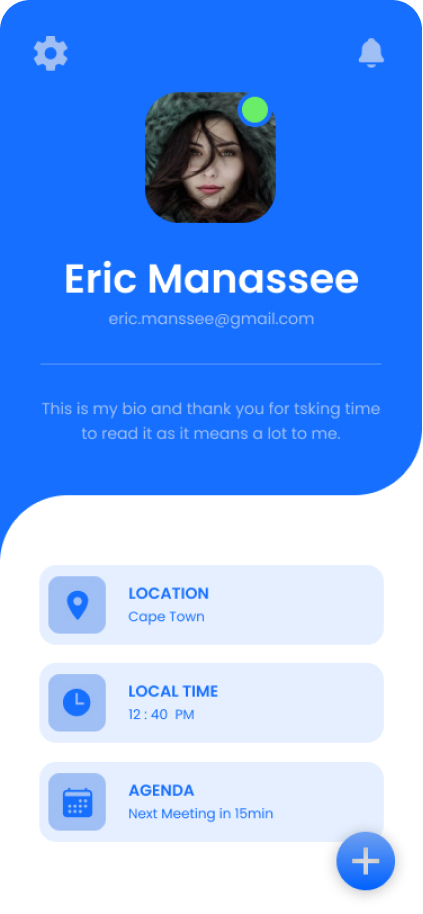 Eric Manassee
eric.manssee@gmail.com
This is my bio and thank you for tsking time
to read it as it means a lot to me.
LOCATION
Cape Town
LOCAL TIME
12 : 40 PM
AGENDA
Next Meeting in 15min